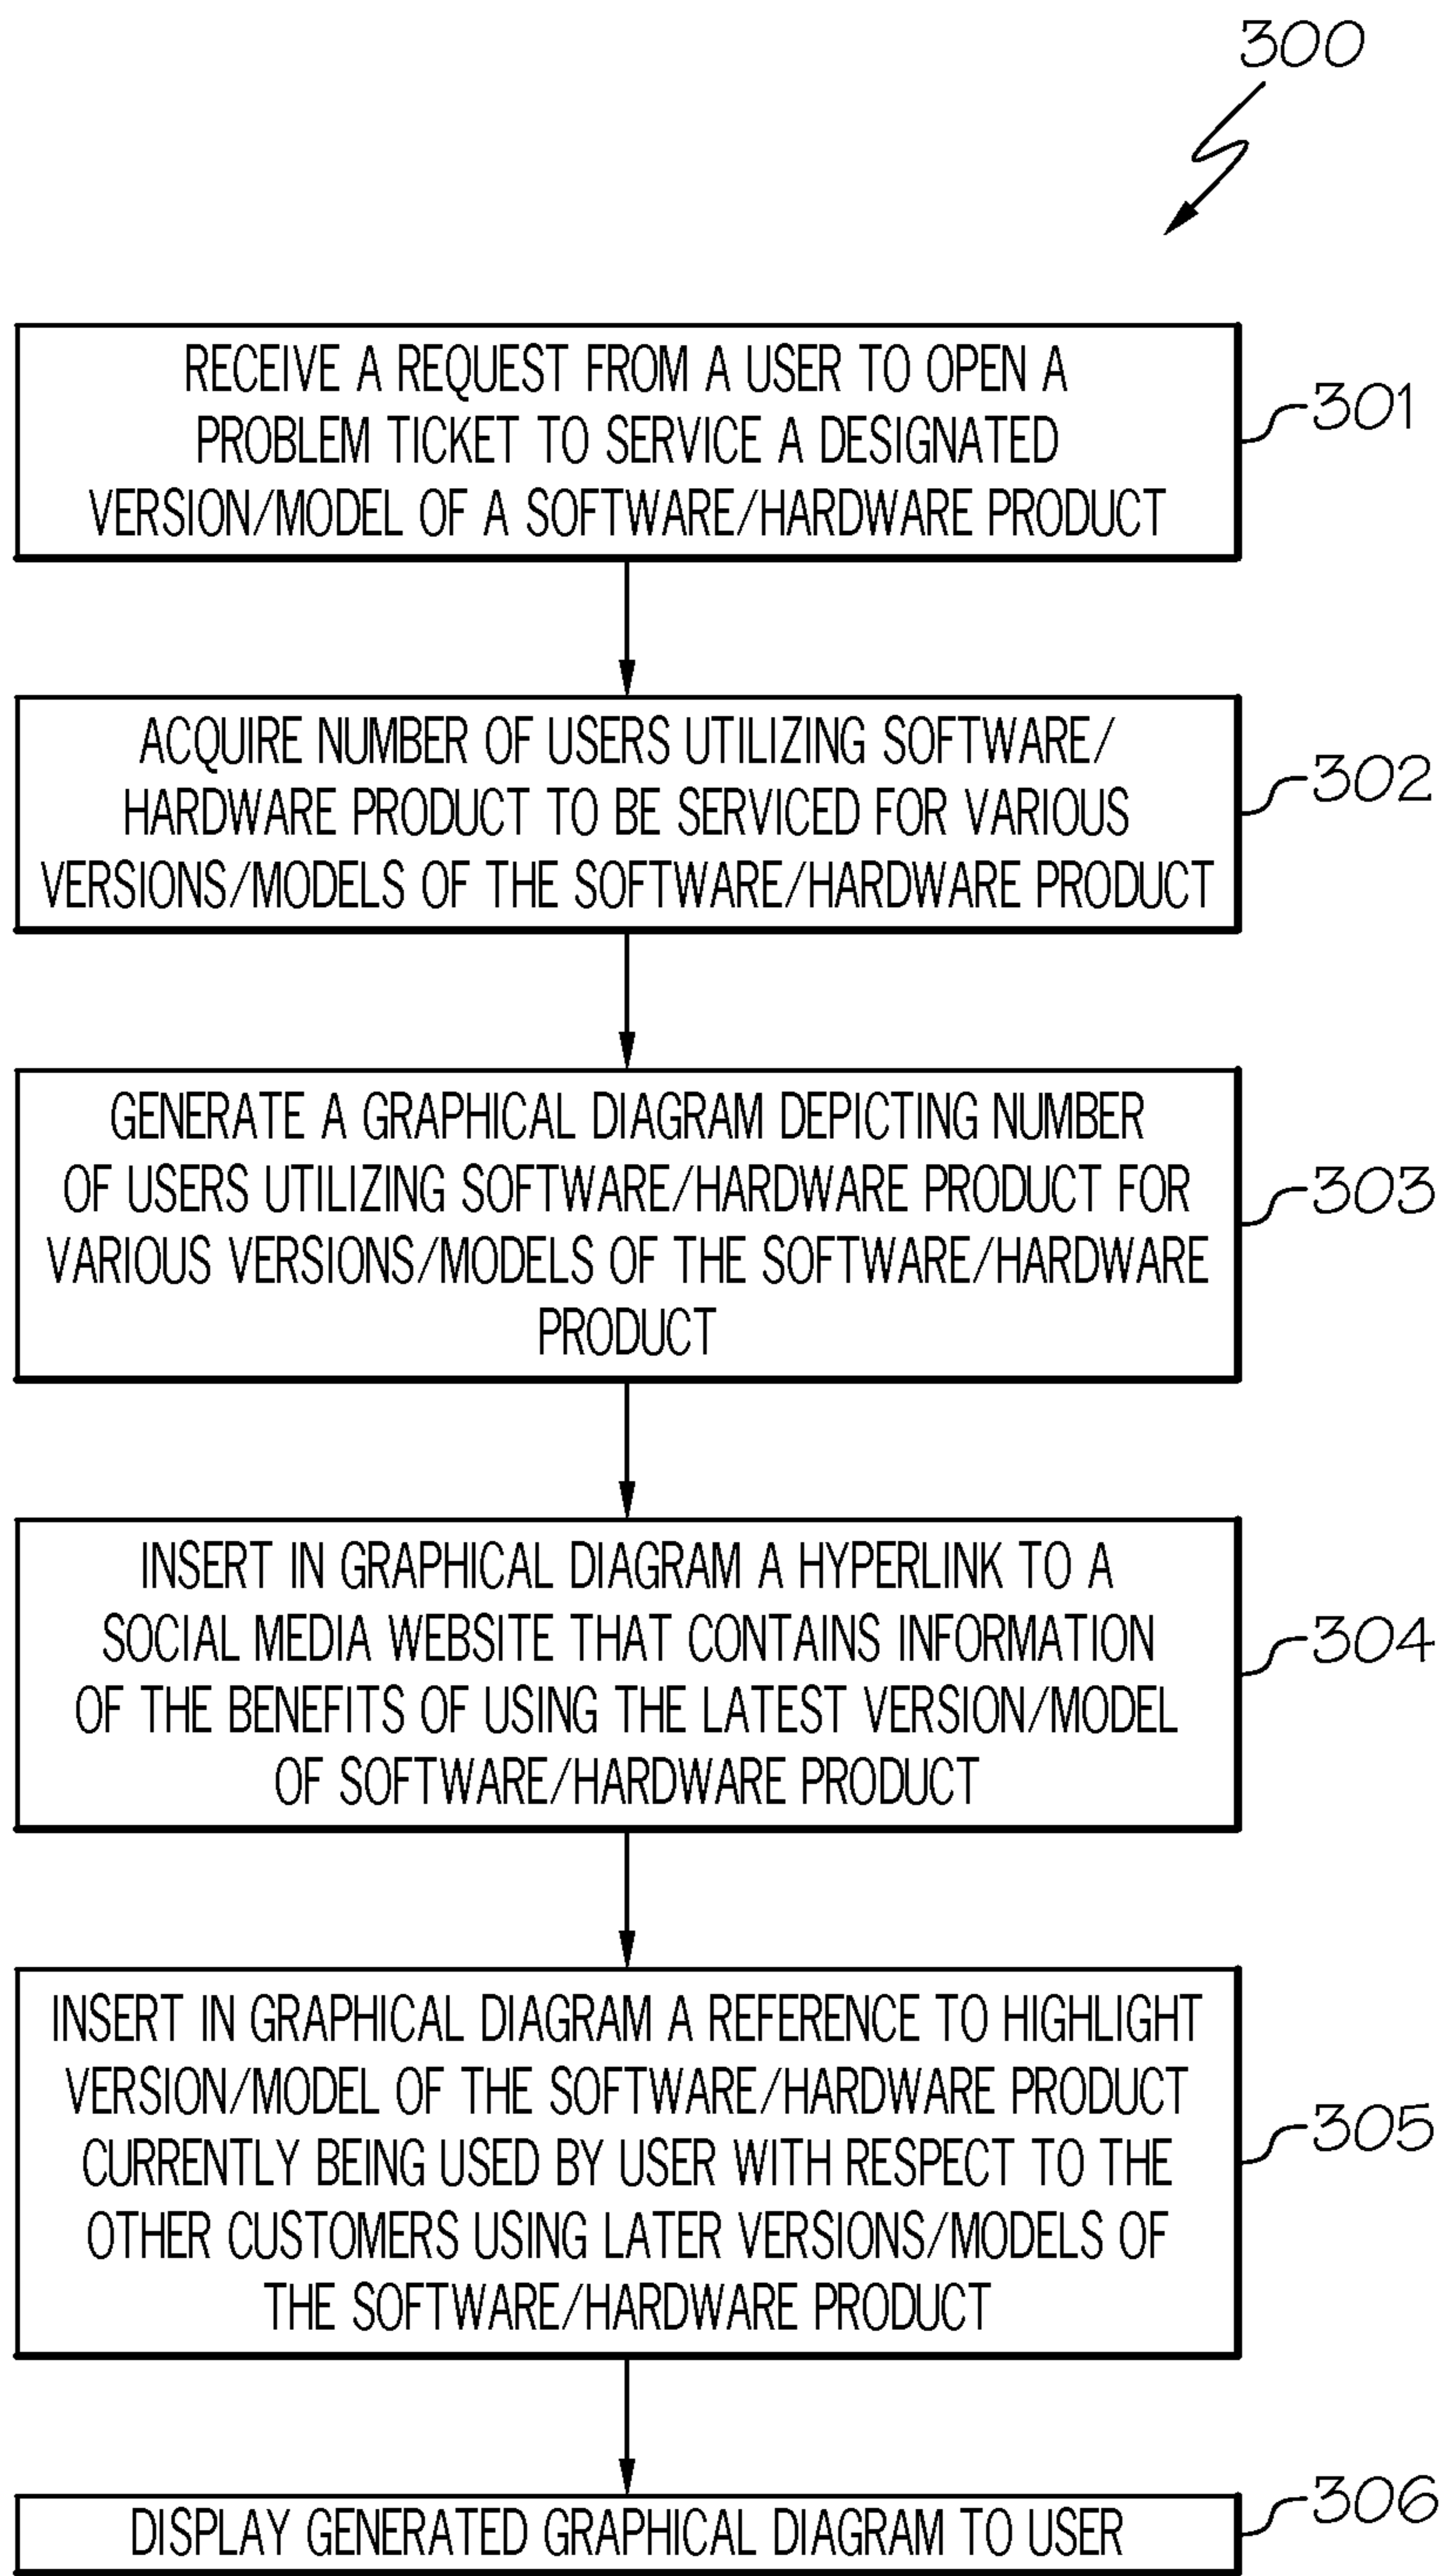 300
RECEIVE A REQUEST FROM A USER TO OPEN A
PROBLEM TICKET TO SERVICE A DESIGNATED
VERSION/MODEL OF A SOFTWARE/HARDWARE PRODUCT
301
ACQUIRE NUMBER OF USERS UTILIZING SOFTWARE/
HARDWARE PRODUCT TO BE SERVICED FOR VARIOUS
VERSIONS/MODELS OF THE SOFTWARE/HARDWARE PRODUCT
302
GENERATE A GRAPHICAL DIAGRAM DEPICTING NUMBER
OF USERS UTILIZING SOFTWARE/HARDWARE PRODUCT FOR
VARIOUS VERSIONS/MODELS OF THE SOFTWARE/HARDWARE
PRODUCT
303
INSERT IN GRAPHICAL DIAGRAM A HYPERLINK TO A
SOCIAL MEDIA WEBSITE THAT CONTAINS INFORMATION
OF THE BENEFITS OF USING THE LATEST VERSION/MODEL
OF SOFTWARE/HARDWARE PRODUCT
304
INSERT IN GRAPHICAL DIAGRAM A REFERENCE TO HIGHLIGHT
VERSION/MODEL OF THE SOFTWARE/HARDWARE PRODUCT
CURRENTLY BEING USED BY USER WITH RESPECT TO THE
OTHER CUSTOMERS USING LATER VERSIONS/MODELS OF
THE SOFTWARE/HARDWARE PRODUCT
305
DISPLAY GENERATED GRAPHICAL DIAGRAM TO USER
306